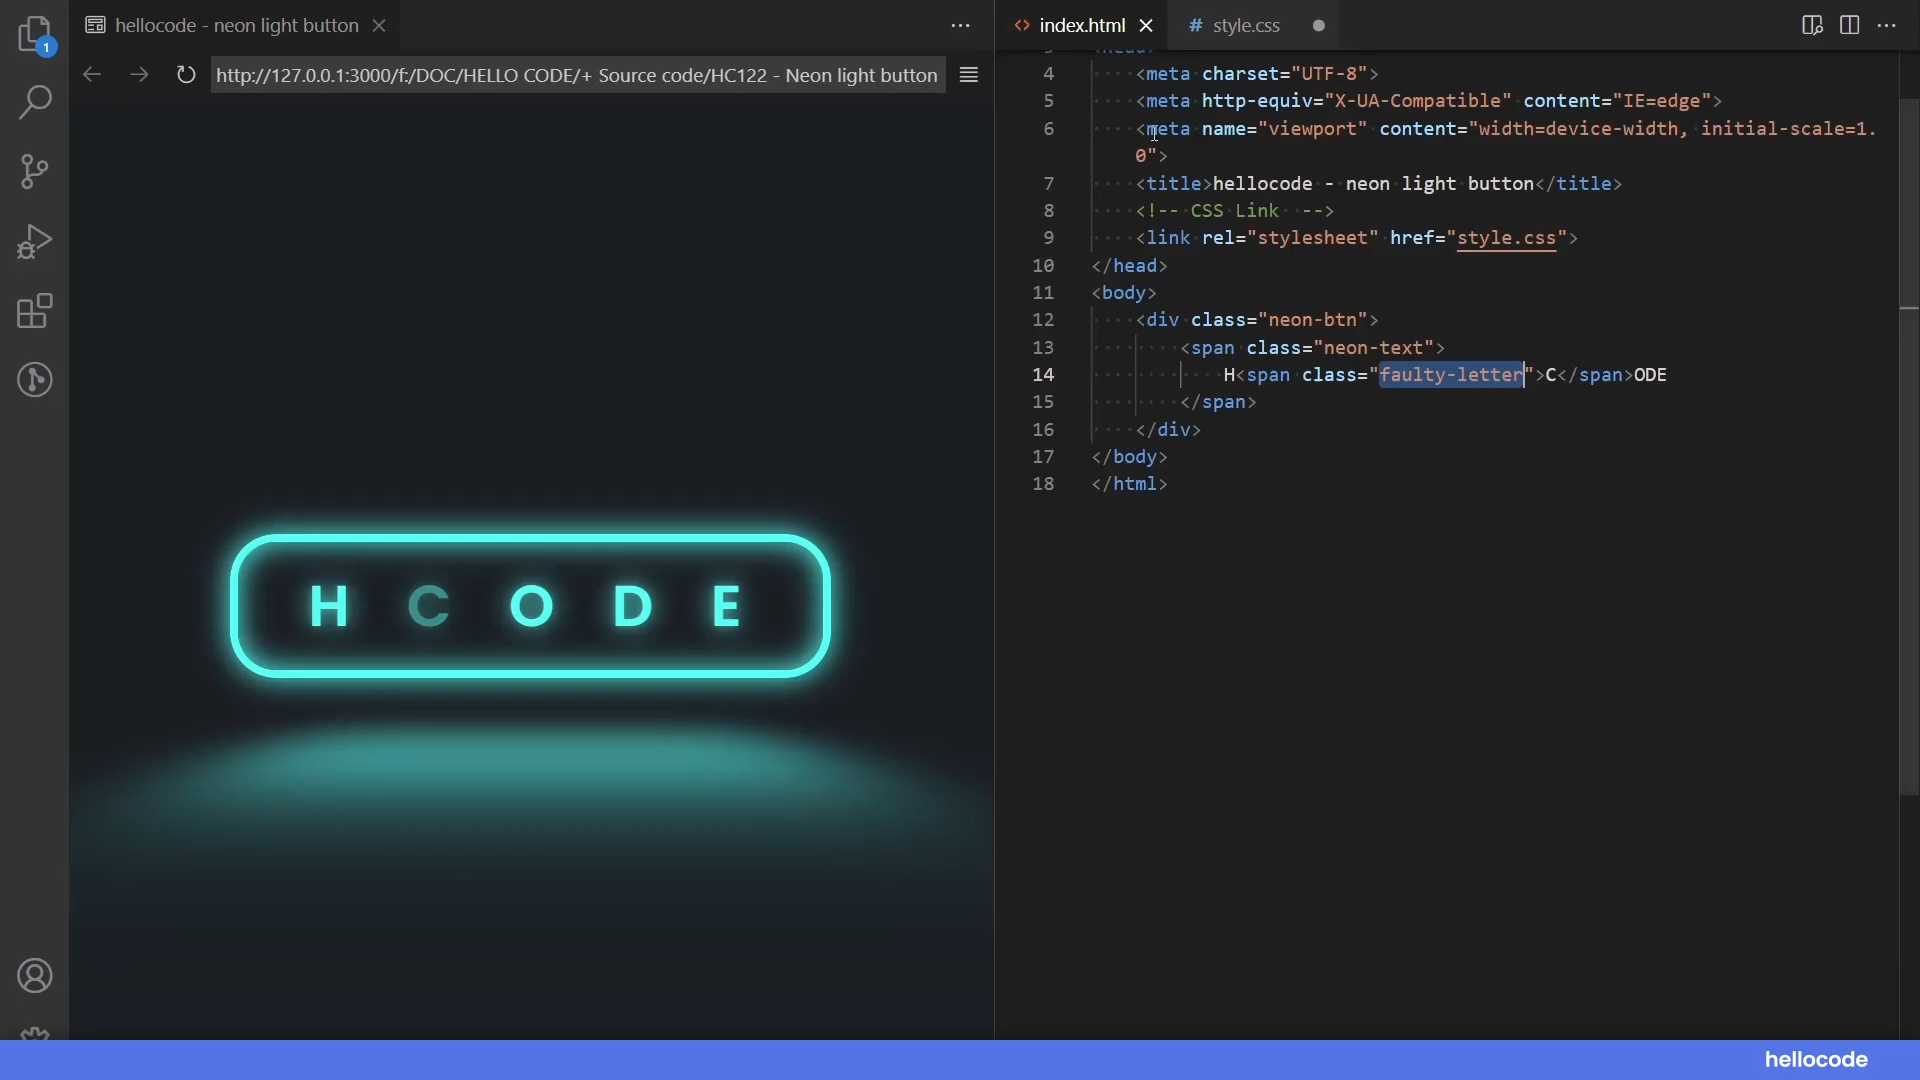 hellocode - neon light button
index.html
# style.css
1
http://127.0.0.1:3000/f:/DOC/HELLO CODE/+ Source code/HC122 - Neon light button
4 <meta charset="UTF-8">
5 <meta http-equiv="X-UA-Compatible" content="IE=edge">
6 <meta name="viewport" content="width=device-width, initial-scale=1.
0">
7 <title>hellocode - neon light button</title>
8 <!-- CSS Link  -->
9 <link rel="stylesheet" href="style.css">
10 </head>
11 <body>
12 <div class="neon-btn">
13 <span class="neon-text">
14 H<span class="faulty-letter">C</span>ODE
15 </span>
16 </div>
17 </body>
18 </html>
H C O D E
hellocode